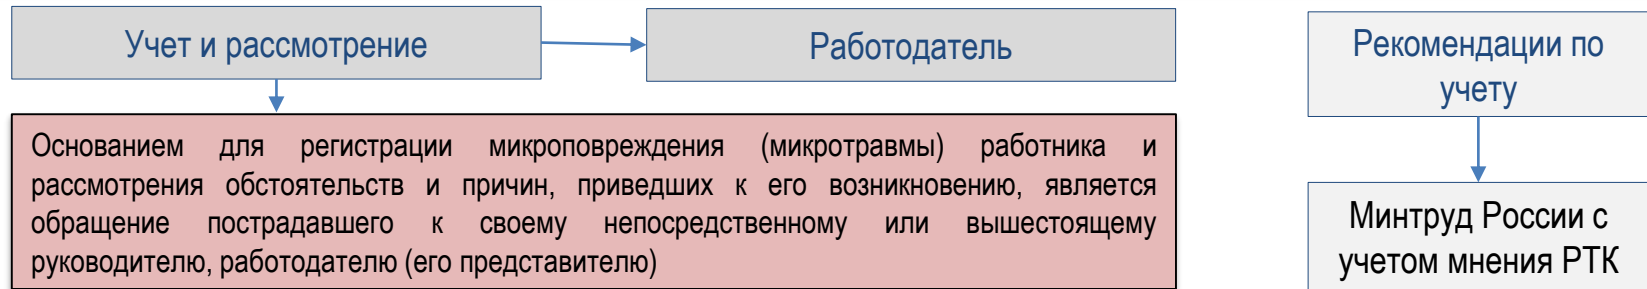 Учет и рассмотрение
Работодатель
Основанием для регистрации микроповреждения (микротравмы) работника и
рассмотрения обстоятельств и причин, приведших к его возникновению, является
обращение пострадавшего к своему непосредственному или вышестоящему
руководителю, работодателю (его представителю)
Рекомендации по
учету
Минтруд России с
учетом мнения РТК